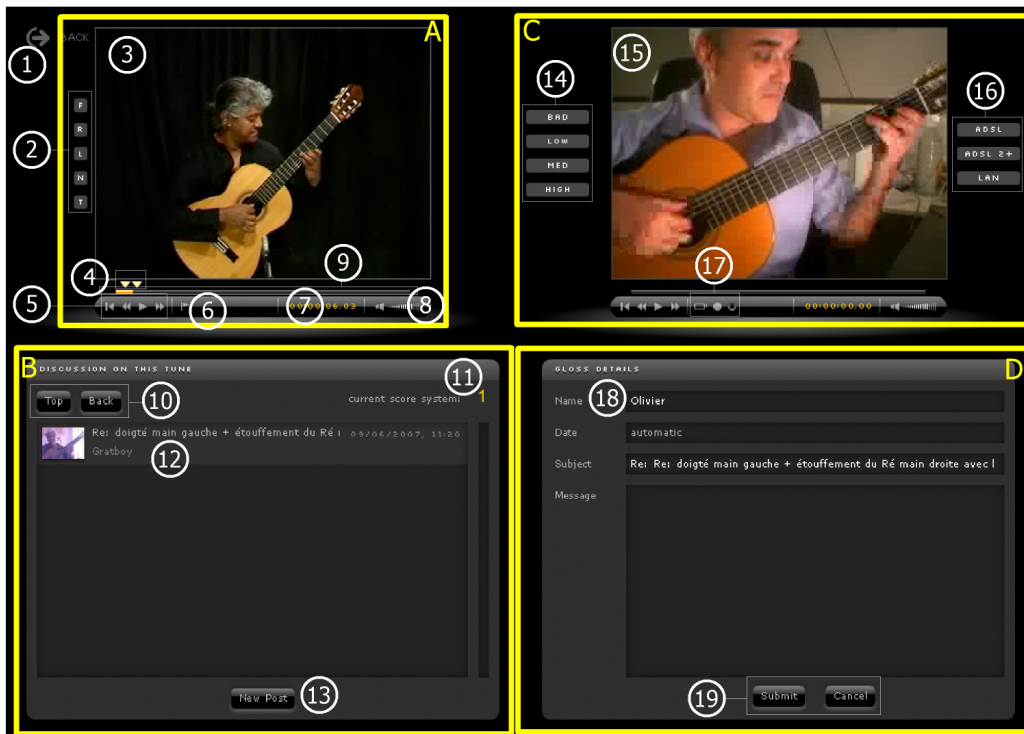 A
BACK
1
3
F
R
L
N
T
2
4
9
5
6
7
00:00:06.03
8
C
15
14
BAD
LOW
MED
HIGH
16
ADSL
ADSL 2+
LAN
17
00:00:00.00
B
DISCUSSION ON THIS TUNE
11
Top
Back
10
current score system:
1
Re: doigté main gauche + étouffement du Ré 09/06/2007, 11:20
Gratboy
12
New Post
13
D
GLOSS DETAILS
Name
18
Olivier
Date
automatic
Subject
Re: Re: doigté main gauche + étouffement du Ré main droite avec l
Message
19
Submit
Cancel